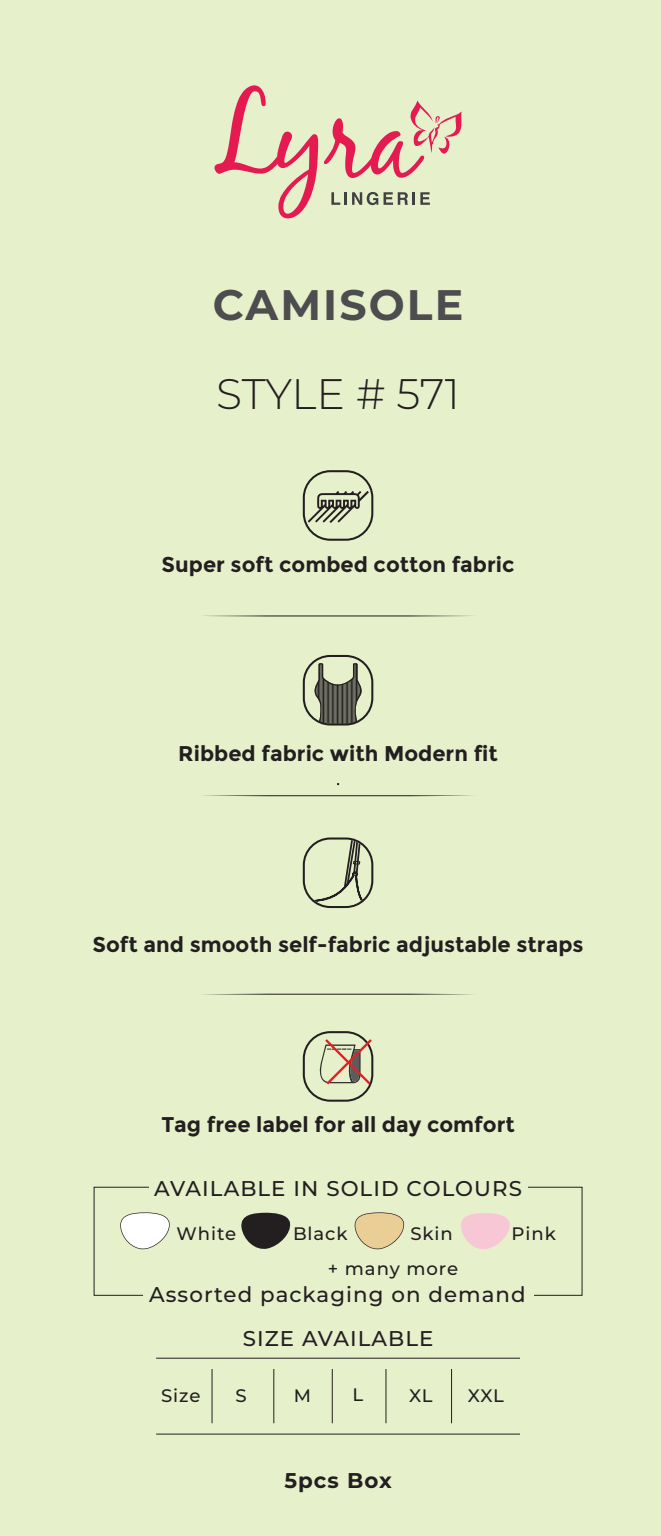 Lyra
LINGERIE
CAMISOLE
STYLE # 571
Super soft combed cotton fabric
Ribbed fabric with Modern fit
.
Soft and smooth self-fabric adjustable straps
Tag free label for all day comfort
AVAILABLE IN SOLID COLOURS
White Black Skin Pink
+ many more
Assorted packaging on demand
SIZE AVAILABLE
Size S M L XL XXL
5pcs Box